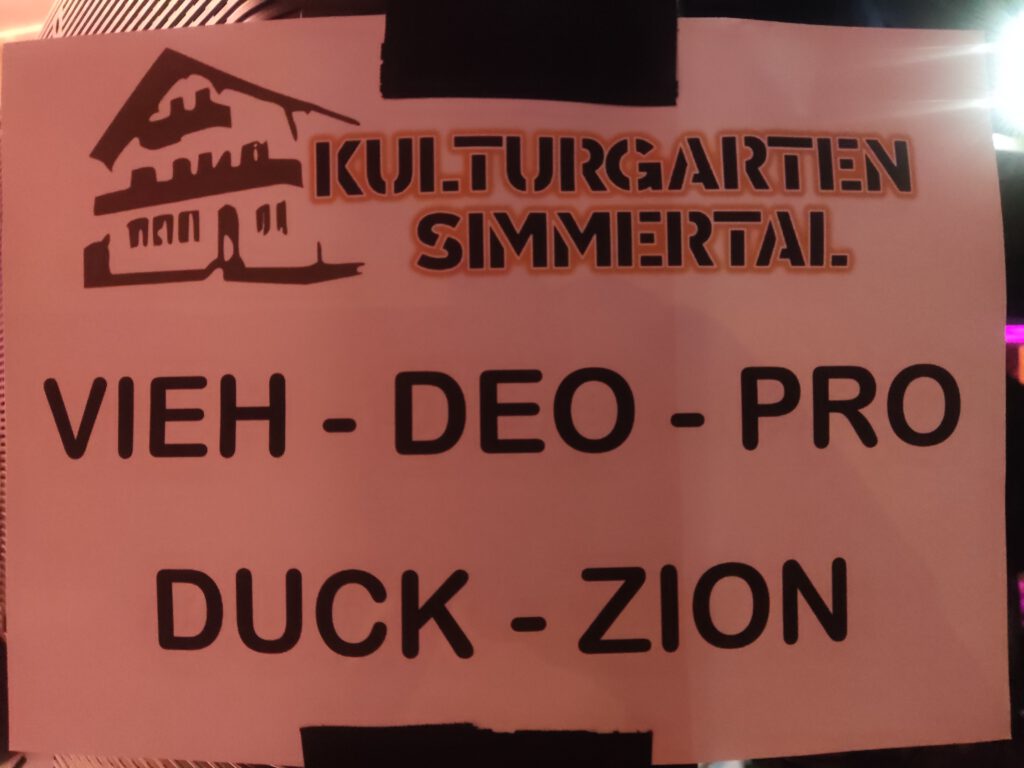 KULTURGARTEN
SIMMERTAL
VIEH - DEO - PRO
DUCK - ZION